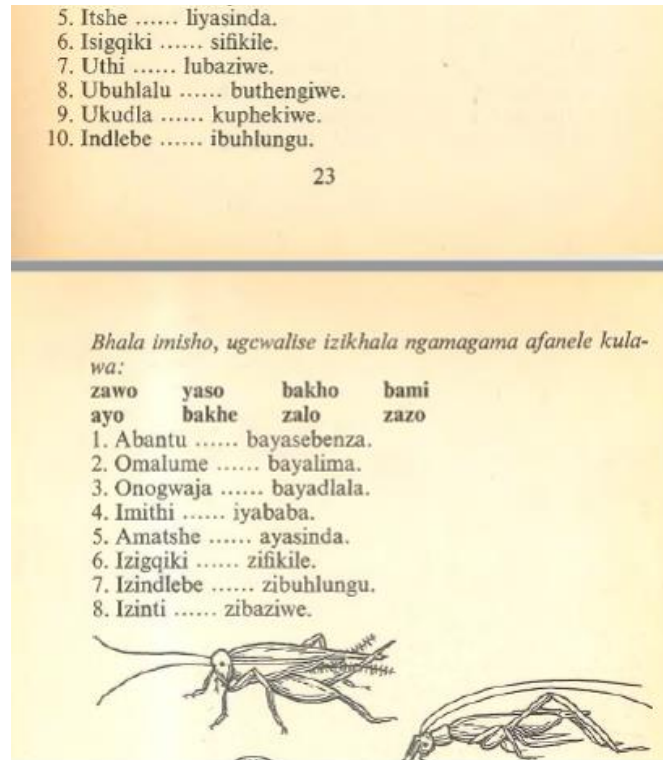 5. Itshe ...... liyasinda.
6. Isigqiki ...... sifikile.
7. Uthi ...... lubaziwe.
8. Ubuhlalu ...... buthengiwe.
9. Ukudla ...... kuphekiwe.
10. Indlebe ...... ibuhlungu.
23
Bhala imisho, ugcwalise izikhala ngamagama afanele kula-
wa:
zawo yaso bakho bami
ayo bakhe zalo zazo
1. Abantu ...... bayasebenza.
2. Omalume ...... bayalima.
3. Onogwaja ...... bayadlala.
4. Imithi ...... iyababa.
5. Amatshe ...... ayasinda.
6. Izigqiki ...... zifikile.
7. Izindlebe ...... zibuhlungu.
8. Izinti ...... zibaziwe.